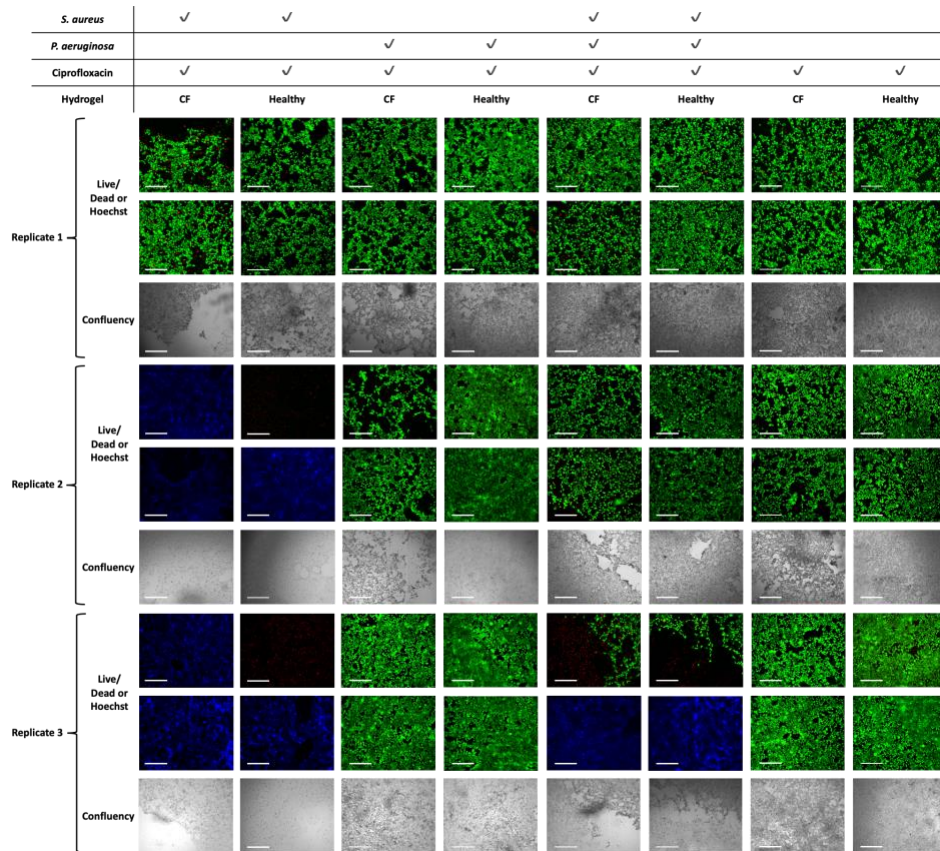 S. aureus ✓ ✓ ✓ ✓
P. aeruginosa ✓ ✓ ✓ ✓
Ciprofloxacin ✓ ✓ ✓ ✓ ✓ ✓ ✓ ✓
Hydrogel CF Healthy CF Healthy CF Healthy CF Healthy
Replicate 1
Live/
Dead or
Hoechst
Confluency
Replicate 2
Live/
Dead or
Hoechst
Confluency
Replicate 3
Live/
Dead or
Hoechst
Confluency